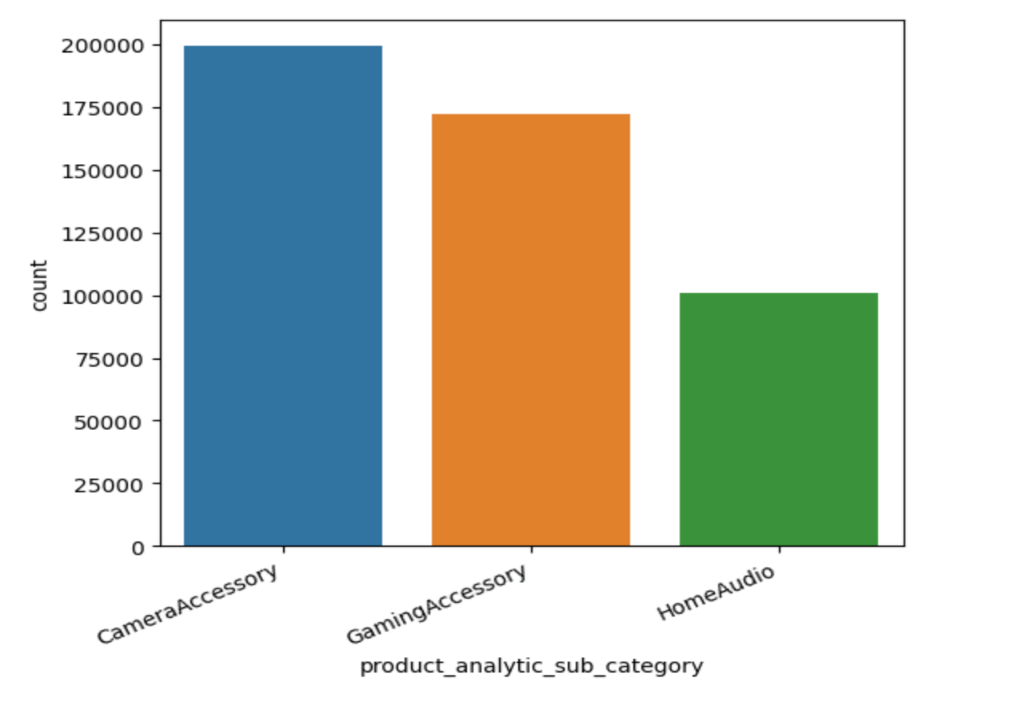 200000
175000
150000
125000
100000
75000
50000
25000
0
count
CameraAccessory
GamingAccessory
HomeAudio
product_analytic_sub_category